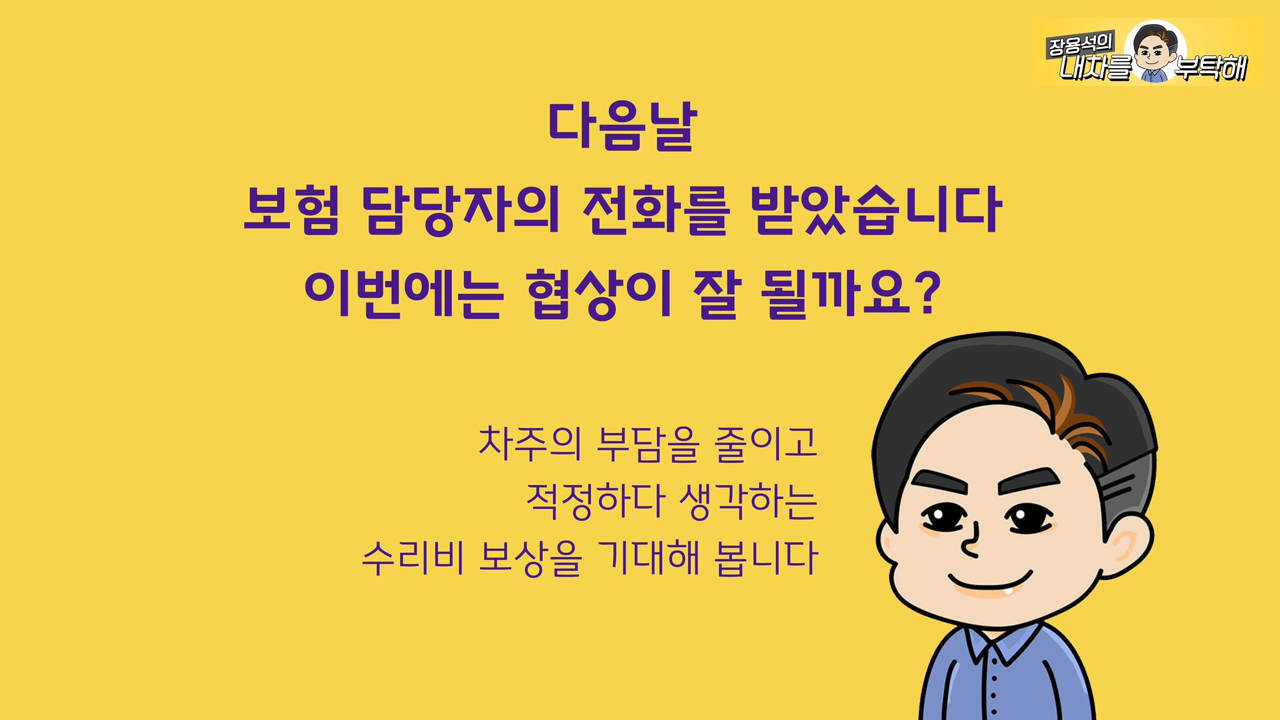 장용석의
내차를 부탁해
다음날
보험 담당자의 전화를 받았습니다
이번에는 협상이 잘 될까요?
차주의 부담을 줄이고
적정하다 생각하는
수리비 보상을 기대해 봅니다